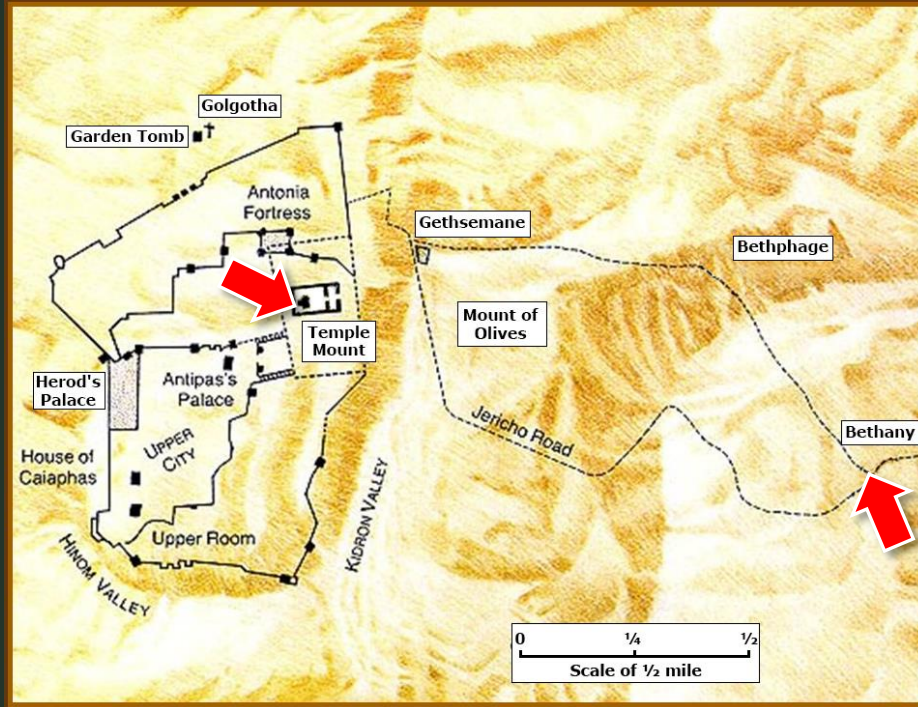 Golgotha
Garden Tomb
Antonia
Fortress
Gethsemane
Bethphage
Temple
Mount
Mount of
Olives
Herod's
Palace
Antipas's
Palace
Jericho Road
Bethany
House of
Caiaphas
UPPER
CITY
Upper Room
KIDRON VALLEY
HINOM VALLEY
0 ¼ ½
Scale of ½ mile